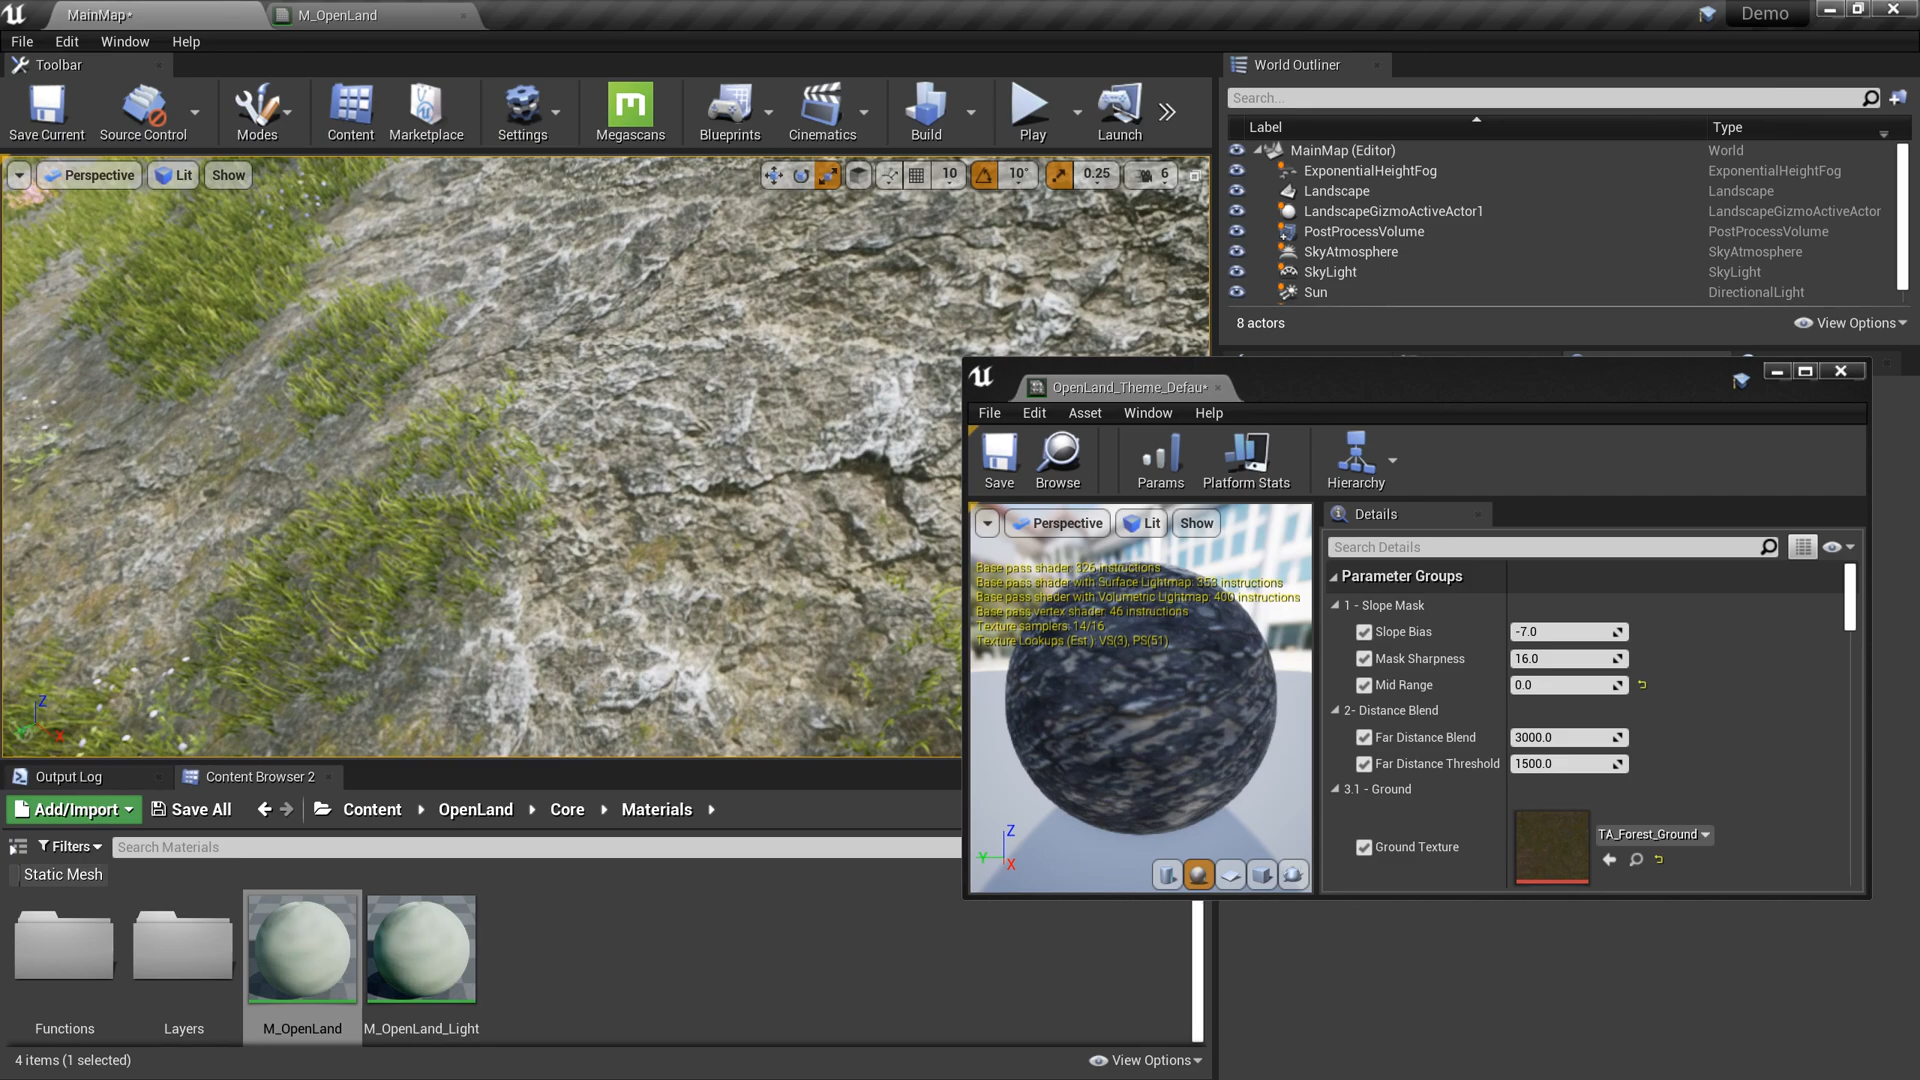 MainMap*
M_OpenLand
Demo
File Edit Window Help
Toolbar
World Outliner
Save Current
Source Control
Modes
Content
Marketplace
Settings
Megascans
Blueprints
Cinematics
Build
Play
Launch
Search...
Label Type
MainMap (Editor) World
ExponentialHeightFog ExponentialHeightFog
Landscape Landscape
LandscapeGizmoActiveActor1 LandscapeGizmoActiveActor
PostProcessVolume PostProcessVolume
SkyAtmosphere SkyAtmosphere
SkyLight SkyLight
Sun DirectionalLight
8 actors
View Options
Perspective Lit Show
10 10° 0.25 6
Z
X
OpenLand_Theme_Defau*
File Edit Asset Window Help
Save
Browse
Params
Platform Stats
Hierarchy
Perspective Lit Show
Base pass shader: 326 instructions
Base pass shader with Surface Lightmap: 353 instructions
Base pass shader with Volumetric Lightmap: 400 instructions
Base pass vertex shader: 46 instructions
Texture samplers: 14/16
Texture Lookups (Est.): VS(3), PS(51)
Z
Y
X
Details
Search Details
Parameter Groups
1 - Slope Mask
Slope Bias -7.0
Mask Sharpness 16.0
Mid Range 0.0
2- Distance Blend
Far Distance Blend 3000.0
Far Distance Threshold 1500.0
3.1 - Ground
Ground Texture
TA_Forest_Ground
Output Log
Content Browser 2
Add/Import
Save All
Content
OpenLand
Core
Materials
Filters
Search Materials
Static Mesh
Functions
Layers
M_OpenLand
M_OpenLand_Light
4 items (1 selected)
View Options